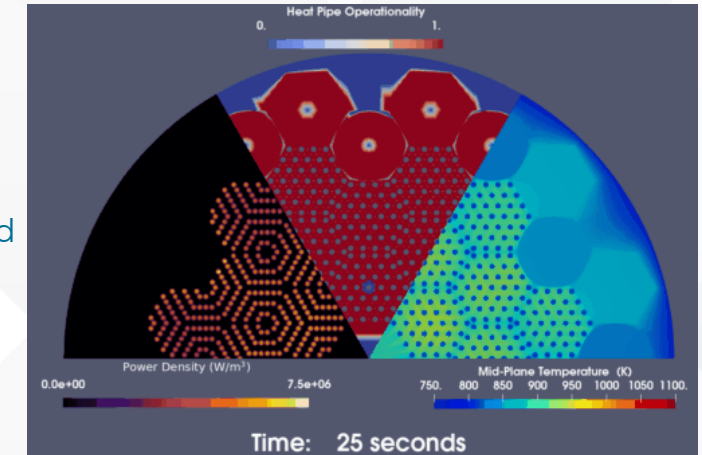 Heat Pipe Operationality
0. 1.
d
Power Density (W/m³)
0.0e+00 7.5e+06
Mid-Plane Temperature (K)
750. 800 850 900 950 1000 1050 1100.
Time: 25 seconds